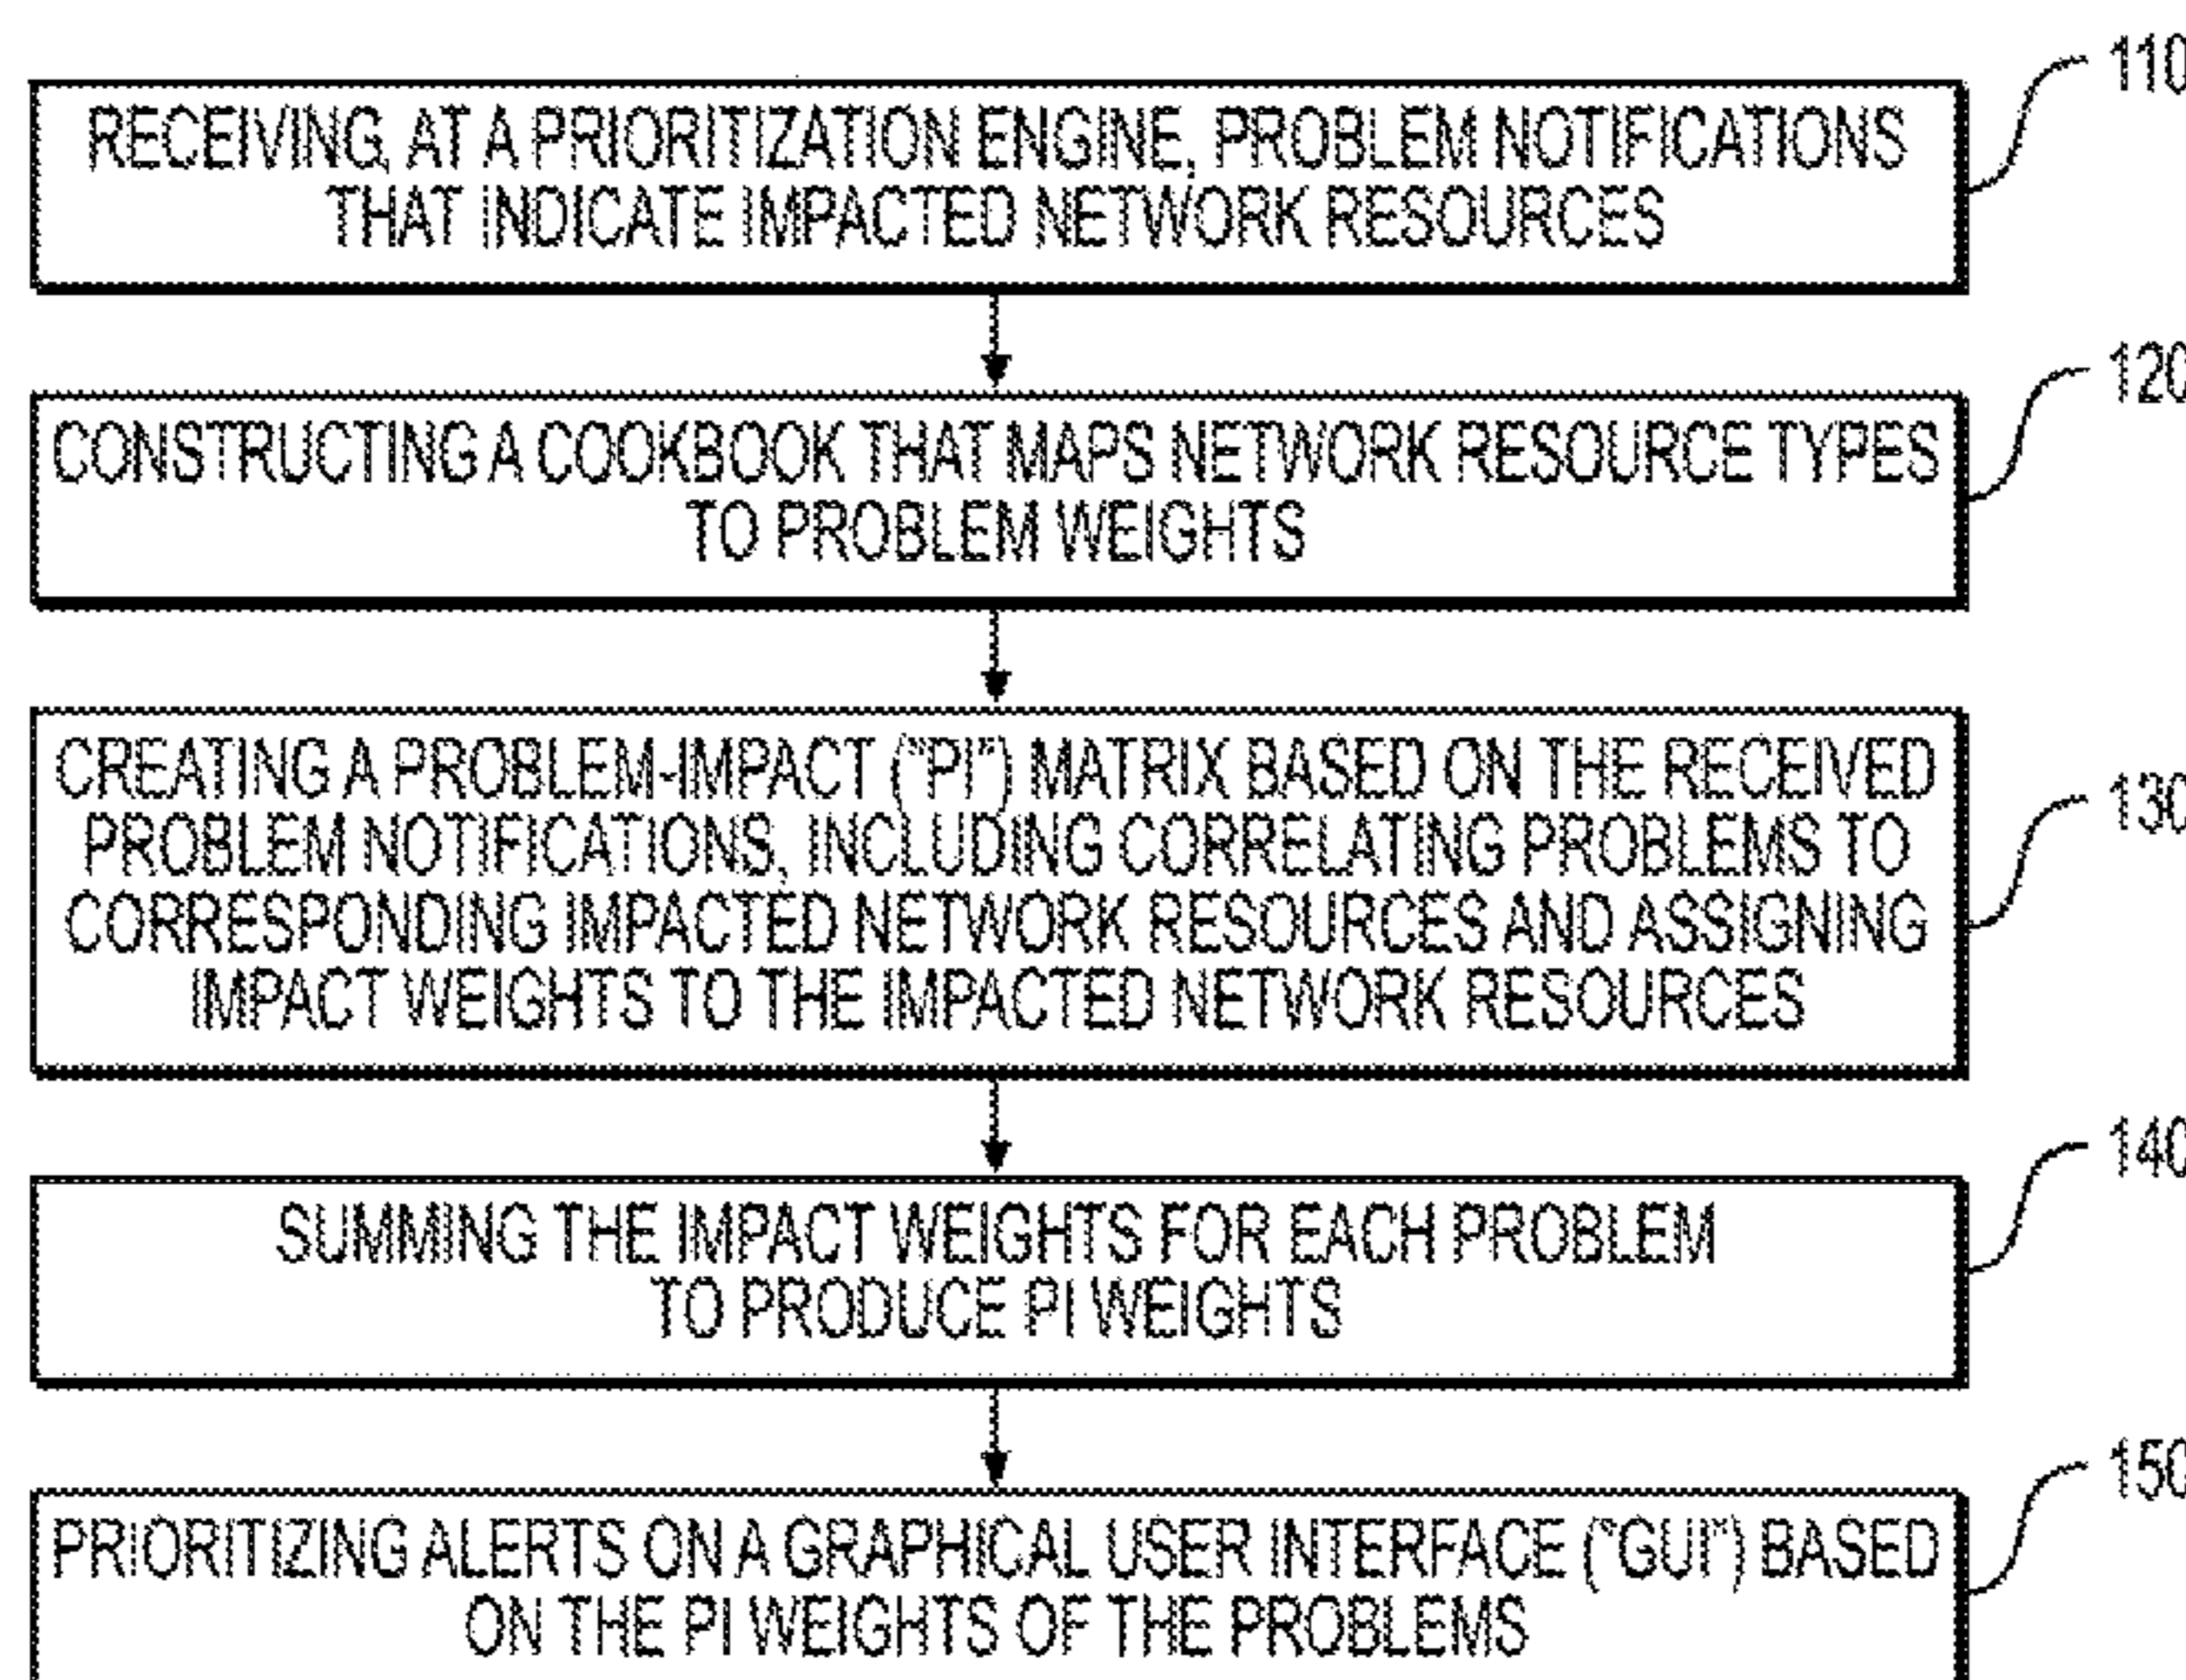 110
RECEIVING, AT A PRIORITIZATION ENGINE, PROBLEM NOTIFICATIONS
THAT INDICATE IMPACTED NETWORK RESOURCES
120
CONSTRUCTING A COOKBOOK THAT MAPS NETWORK RESOURCE TYPES
TO PROBLEM WEIGHTS
CREATING A PROBLEM-IMPACT ("PI") MATRIX BASED ON THE RECEIVED
130
PROBLEM NOTIFICATIONS, INCLUDING CORRELATING PROBLEMS TO
CORRESPONDING IMPACTED NETWORK RESOURCES AND ASSIGNING
IMPACT WEIGHTS TO THE IMPACTED NETWORK RESOURCES
140
SUMMING THE IMPACT WEIGHTS FOR EACH PROBLEM
TO PRODUCE PI WEIGHTS
150
PRIORITIZING ALERTS ON A GRAPHICAL USER INTERFACE ("GUI") BASED
ON THE PI WEIGHTS OF THE PROBLEMS